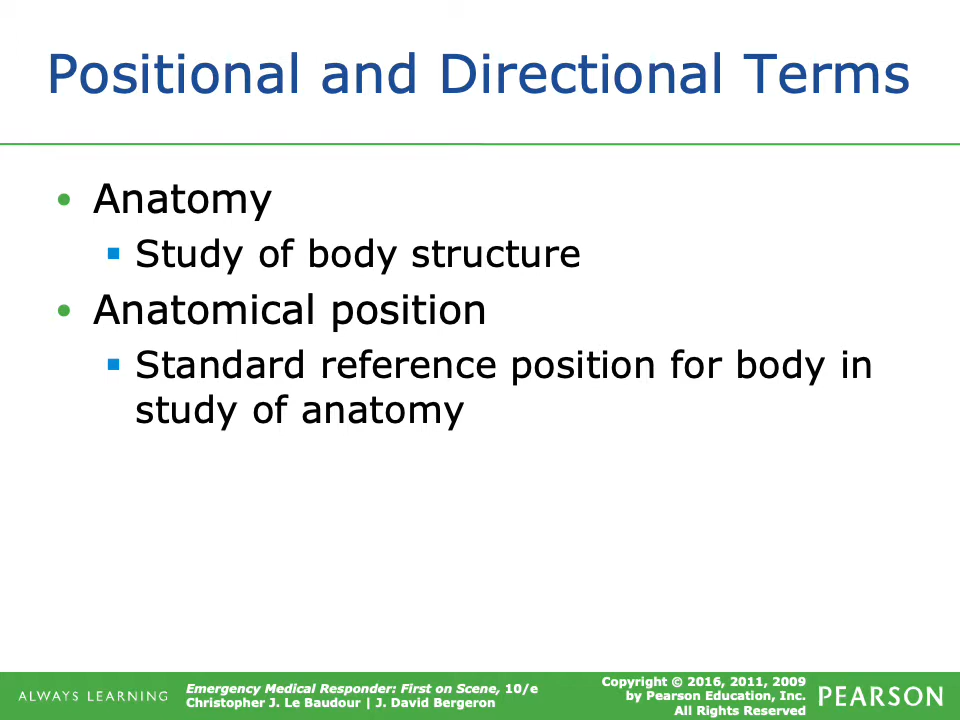 Positional and Directional Terms
• Anatomy
▪ Study of body structure
• Anatomical position
▪ Standard reference position for body in
study of anatomy
ALWAYS LEARNING
Emergency Medical Responder: First on Scene, 10/e
Christopher J. Le Baudour | J. David Bergeron
Copyright © 2016, 2011, 2009
by Pearson Education, Inc.
All Rights Reserved
PEARSON